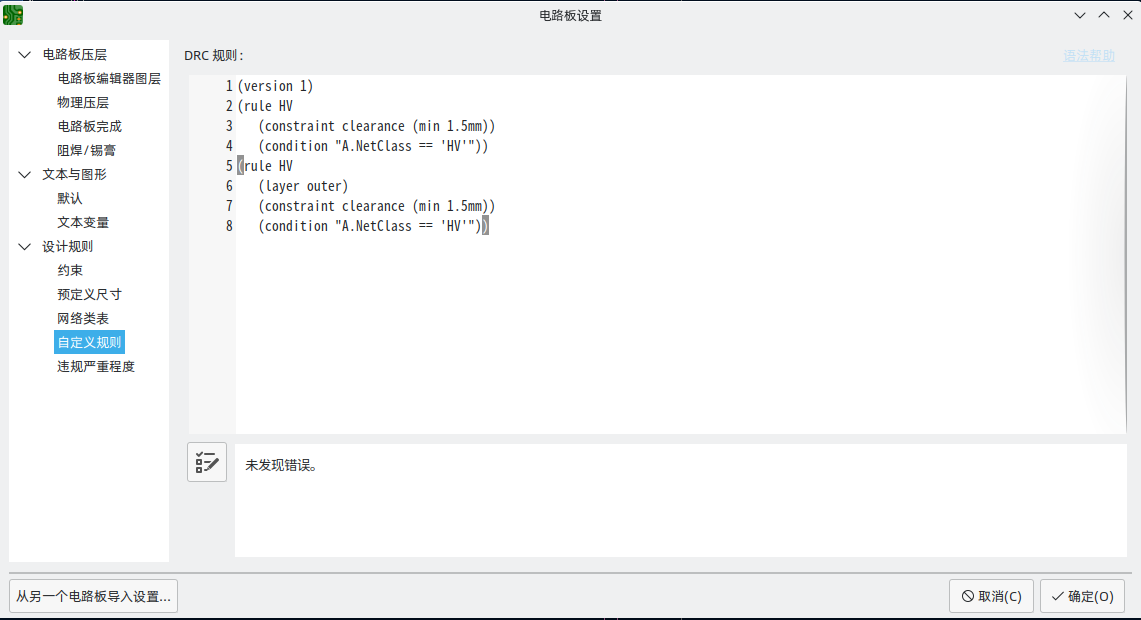 电路板设置
电路板压层
电路板编辑器图层
物理压层
电路板完成
阻焊/锡膏
文本与图形
默认
文本变量
设计规则
约束
预定义尺寸
网络类表
自定义规则
违规严重程度
DRC 规则:
语法帮助
1 (version 1)
2 (rule HV
3    (constraint clearance (min 1.5mm))
4    (condition "A.NetClass == 'HV'"))
5 (rule HV
6    (layer outer)
7    (constraint clearance (min 1.5mm))
8    (condition "A.NetClass == 'HV'"))
未发现错误。
从另一个电路板导入设置...
取消(C)
确定(O)